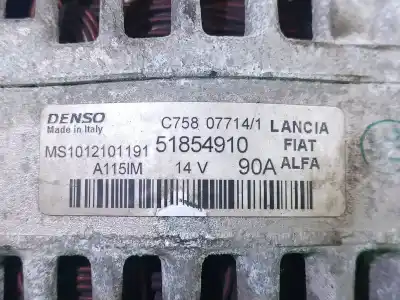 DENSO C758 07714/1 LANCIA
Made in Italy FIAT
MS1012101191 51854910
A115IM 14 V 90A ALFA